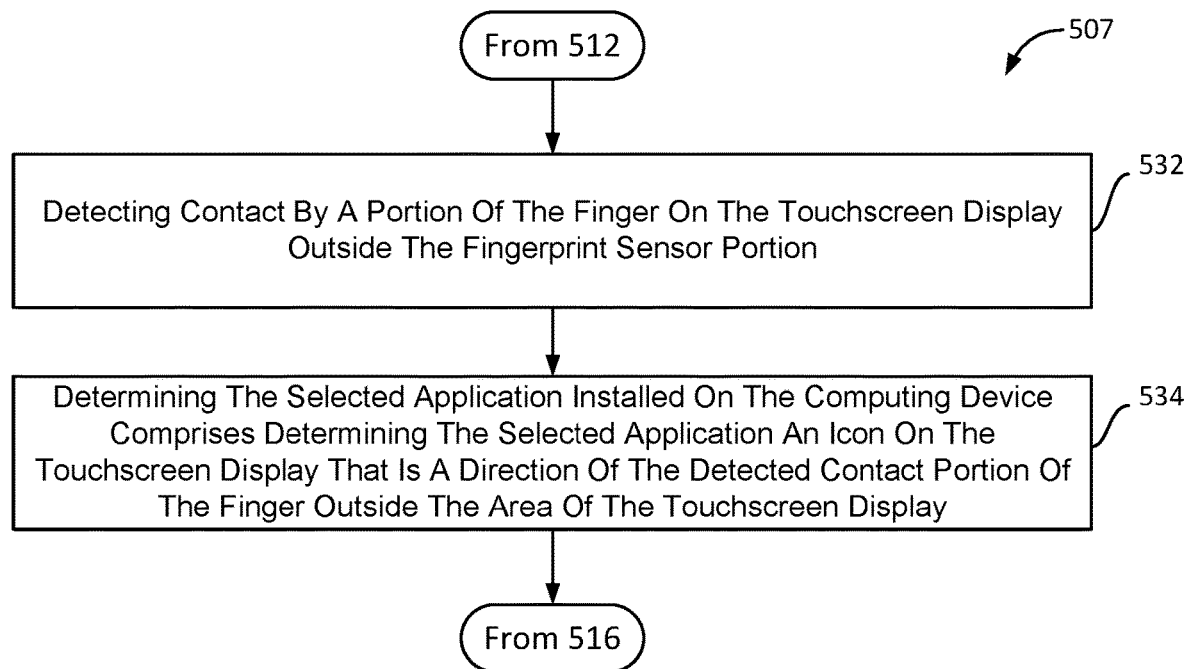 From 512
507
532
Detecting Contact By A Portion Of The Finger On The Touchscreen Display
Outside The Fingerprint Sensor Portion
534
Determining The Selected Application Installed On The Computing Device
Comprises Determining The Selected Application An Icon On The
Touchscreen Display That Is A Direction Of The Detected Contact Portion Of
The Finger Outside The Area Of The Touchscreen Display
From 516